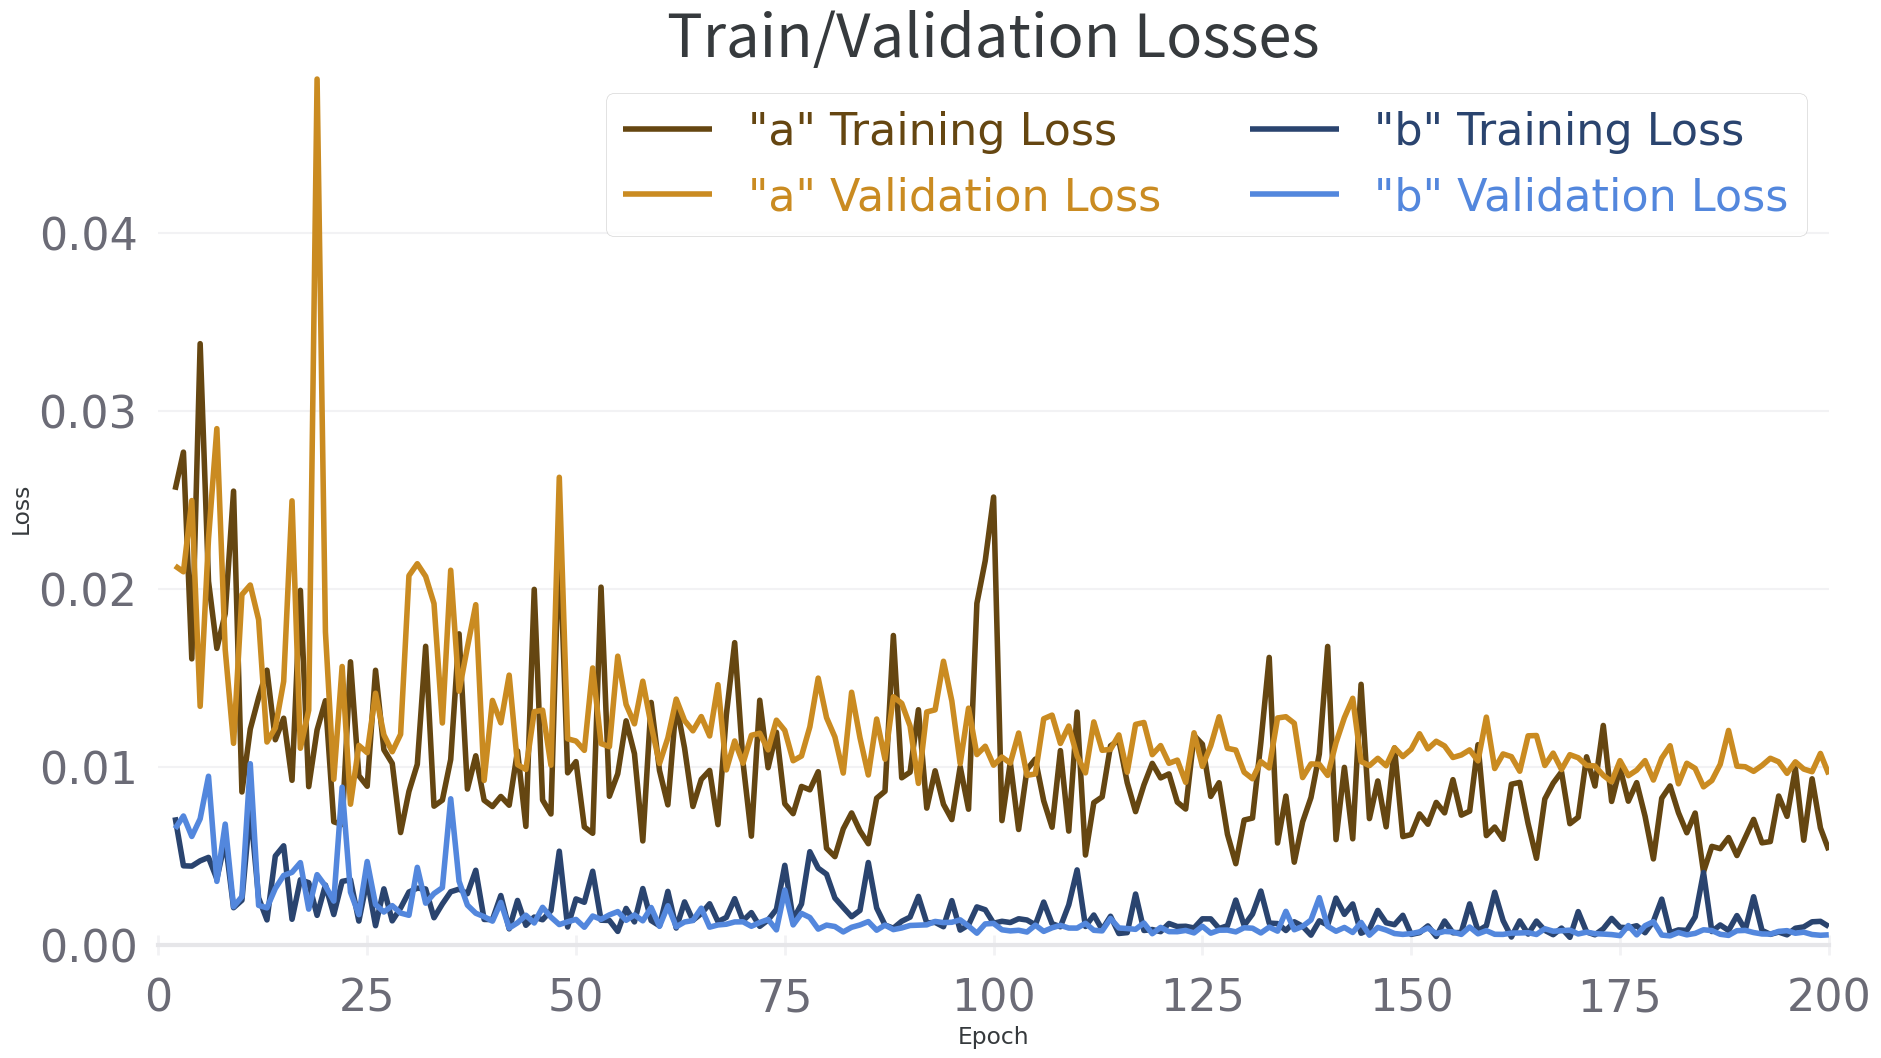 Train/Validation Losses
"a" Training Loss
"a" Validation Loss
"b" Training Loss
"b" Validation Loss
Loss
0.04
0.03
0.02
0.01
0.00
0 25 50 75 100 125 150 175 200
Epoch